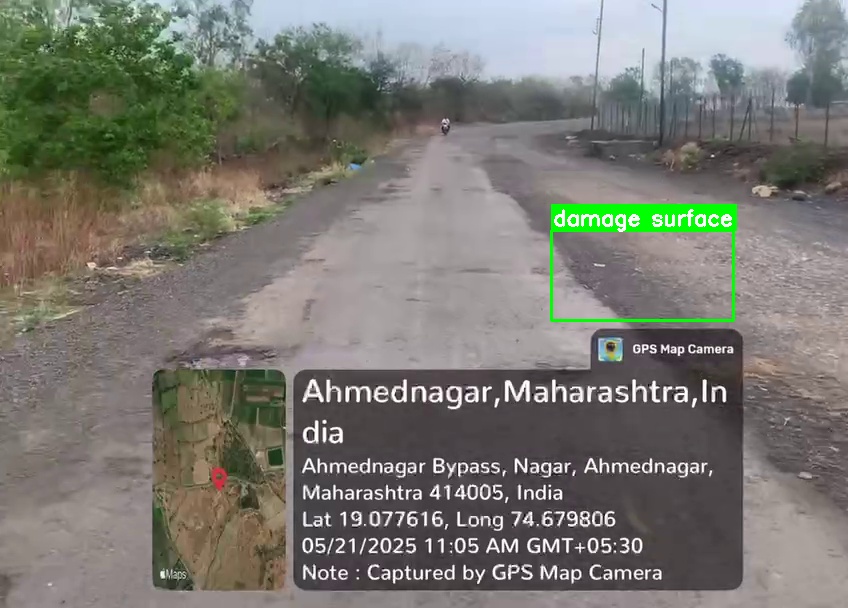 damage surface
GPS Map Camera
Ahmednagar,Maharashtra,In
dia
Ahmednagar Bypass, Nagar, Ahmednagar,
Maharashtra 414005, India
Lat 19.077616, Long 74.679806
05/21/2025 11:05 AM GMT+05:30
Note : Captured by GPS Map Camera
Maps